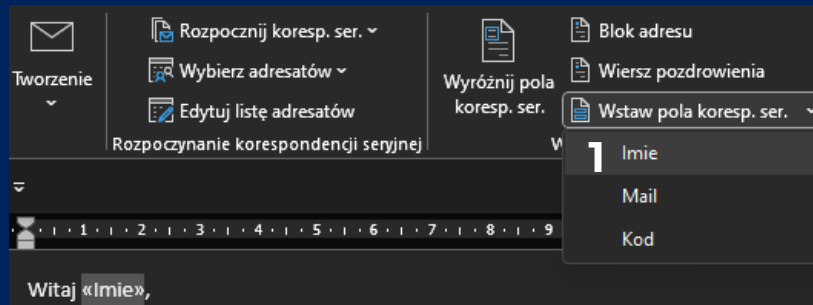 Tworzenie
Rozpocznij koresp. ser.
Wybierz adresatów
Edytuj listę adresatów
Rozpoczynanie korespondencji seryjnej
Wyróżnij pola
koresp. ser.
Blok adresu
Wiersz pozdrowienia
Wstaw pola koresp. ser.
W
1 Imie
Mail
Kod
1 2 3 4 5 6 7 8 9
Witaj «Imie»,